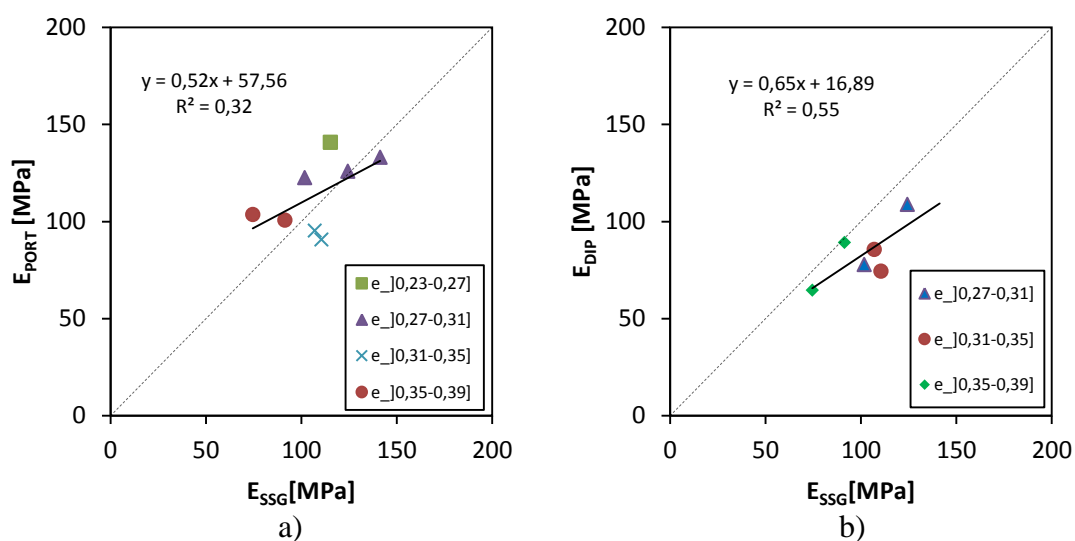 200
150
100
50
0
E_PORT [MPa]
y = 0,52x + 57,56
R² = 0,32
e_]0,23-0,27]
e_]0,27-0,31]
e_]0,31-0,35]
e_]0,35-0,39]
0 50 100 150 200
E_SSG[MPa]
a)
200
150
100
50
0
E_DIP [MPa]
y = 0,65x + 16,89
R² = 0,55
e_]0,27-0,31]
e_]0,31-0,35]
e_]0,35-0,39]
0 50 100 150 200
E_SSG[MPa]
b)